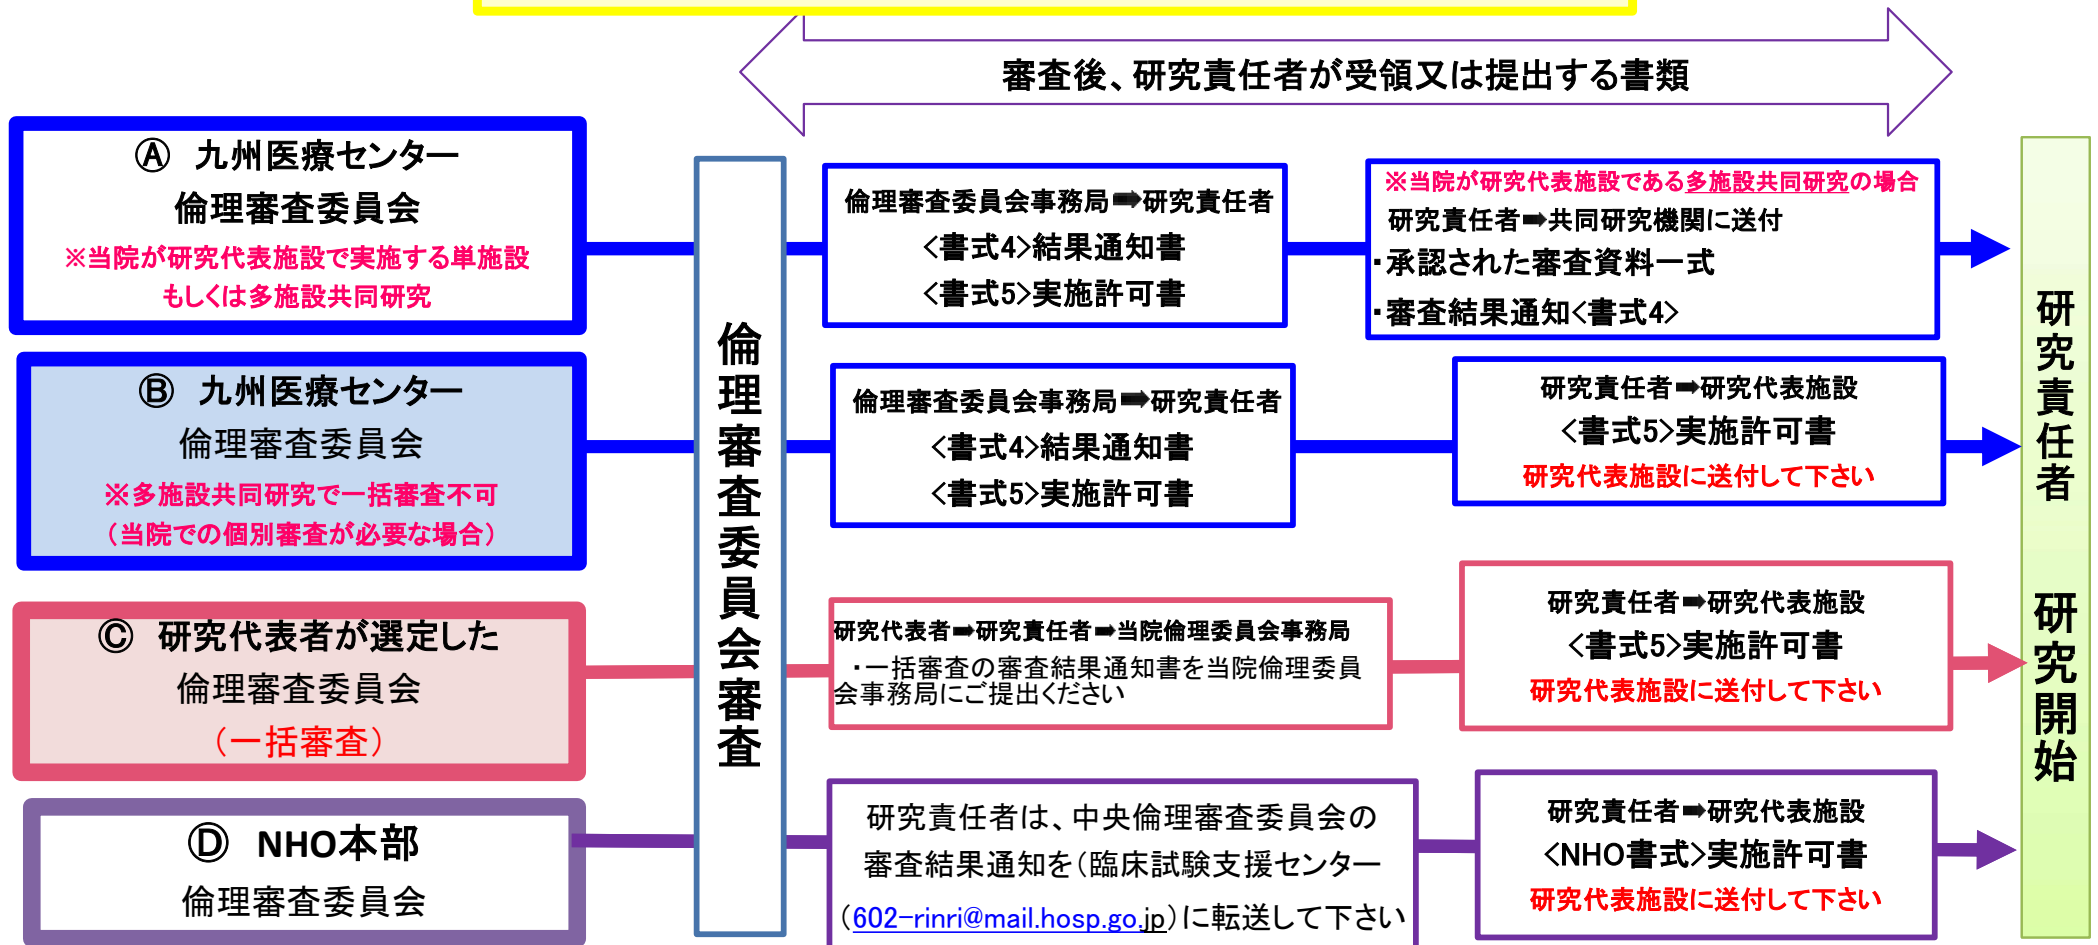 審査後、研究責任者が受領又は提出する書類
Ⓐ 九州医療センター
倫理審査委員会
※当院が研究代表施設で実施する単施設
もしくは多施設共同研究
Ⓑ 九州医療センター
倫理審査委員会
※多施設共同研究で一括審査不可
（当院での個別審査が必要な場合）
Ⓒ 研究代表者が選定した
倫理審査委員会
（一括審査）
Ⓓ NHO本部
倫理審査委員会
倫理審査委員会審査
倫理審査委員会事務局➡研究責任者
<書式4>結果通知書
<書式5>実施許可書
※当院が研究代表施設である多施設共同研究の場合
研究責任者➡共同研究機関に送付
・承認された審査資料一式
・審査結果通知<書式4>
倫理審査委員会事務局➡研究責任者
<書式4>結果通知書
<書式5>実施許可書
研究責任者➡研究代表施設
<書式5>実施許可書
研究代表施設に送付して下さい
研究代表者➡研究責任者➡当院倫理委員会事務局
・一括審査の審査結果通知書を当院倫理委員
会事務局にご提出ください
研究責任者➡研究代表施設
<書式5>実施許可書
研究代表施設に送付して下さい
研究責任者は、中央倫理審査委員会の
審査結果通知を（臨床試験支援センター
（602-rinri@mail.hosp.go.jp）に転送して下さい
研究責任者➡研究代表施設
<NHO書式>実施許可書
研究代表施設に送付して下さい
研究責任者 研究開始